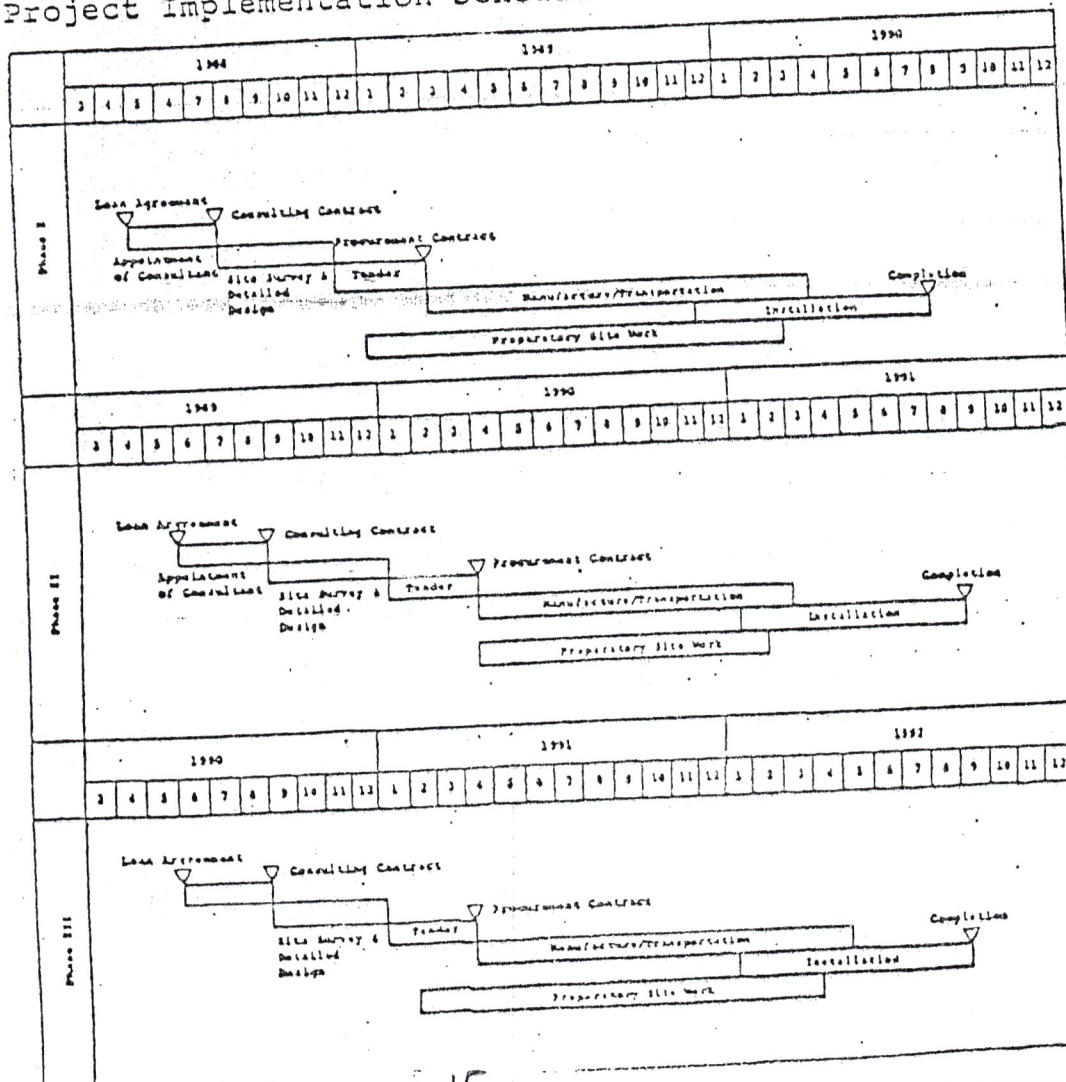 Project Implementation
1988 1989 1990
3 4 5 6 7 8 9 10 11 12 1 2 3 4 5 6 7 8 9 10 11 12 1 2 3 4 5 6 7 8 9 10 11 12
Phase I
Loan Agreement Consulting Contract
Procurement Contract
Appointment
of Consultant
Site Survey &
Detailed
Design
Tender
Manufacture/Transportation
Completion
Installation
Preparatory Site Work
1989 1990 1991
3 4 5 6 7 8 9 10 11 12 1 2 3 4 5 6 7 8 9 10 11 12 1 2 3 4 5 6 7 8 9 10 11 12
Phase II
Loan Agreement Consulting Contract
Procurement Contract
Appointment
of Consultant
Site Survey &
Detailed
Design
Tender
Manufacture/Transportation
Completion
Installation
Preparatory Site Work
1990 1991 1992
3 4 5 6 7 8 9 10 11 12 1 2 3 4 5 6 7 8 9 10 11 12 1 2 3 4 5 6 7 8 9 10 11 12
Phase III
Loan Agreement Consulting Contract
Procurement Contract
Site Survey &
Detailed
Design
Tender
Manufacture/Transportation
Completion
Installation
Preparatory Site Work